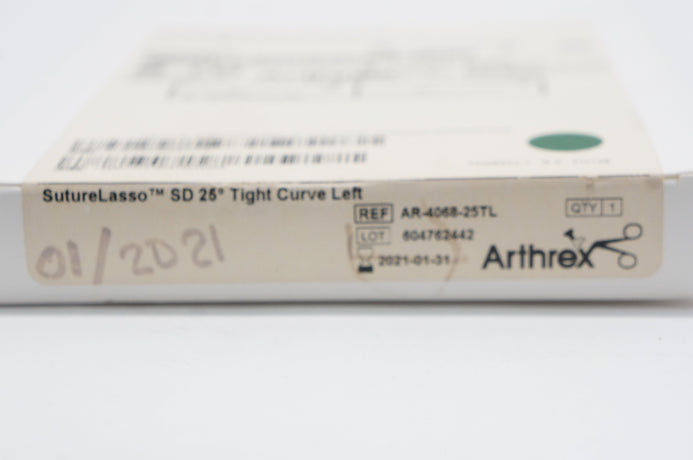 SutureLasso™ SD 25° Tight Curve Left
REF AR-4068-25TL
QTY 1
LOT 604762442
2021-01-31
Arthrex
01/2021